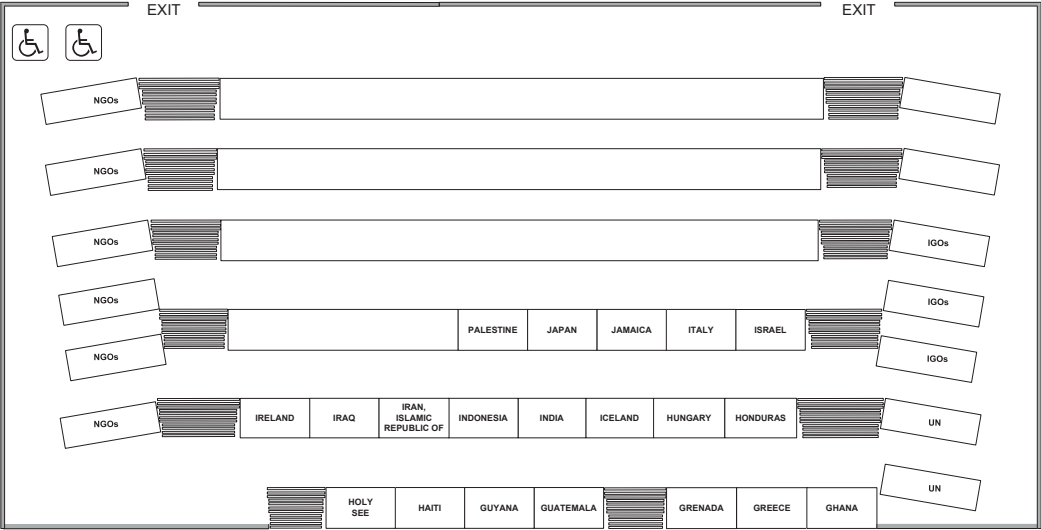 EXIT
EXIT
NGOs
NGOs
NGOs
IGOs
NGOs
IGOs
PALESTINE
JAPAN
JAMAICA
ITALY
ISRAEL
NGOs
IGOs
IRELAND
IRAQ
IRAN,
ISLAMIC
REPUBLIC OF
INDONESIA
INDIA
ICELAND
HUNGARY
HONDURAS
NGOs
UN
UN
HOLY
SEE
HAITI
GUYANA
GUATEMALA
GRENADA
GREECE
GHANA